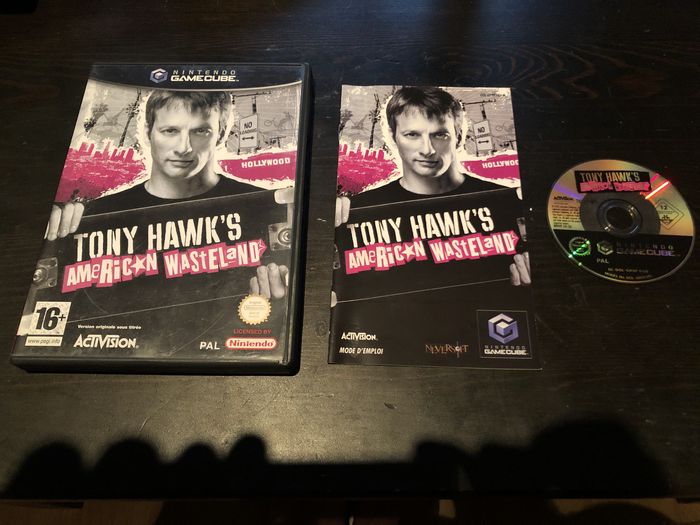 NINTENDO
GAMECUBE
NO
HOLLYWOOD
TONY HAWK'S
AMERICAN WASTELAND
16+
www.pegi.info
Version originale sous titrée
ACTIVISION
PAL
LICENSED BY
Nintendo
NO
HOLLYWOOD
TONY HAWK'S
AMERICAN WASTELAND
ACTIVISION
MODE D'EMPLOI
NEVERSOFT
NINTENDO
GAMECUBE
TONY HAWK'S
AMERICAN WASTELAND
ACTIVISION
NINTENDO
GAMECUBE
PAL